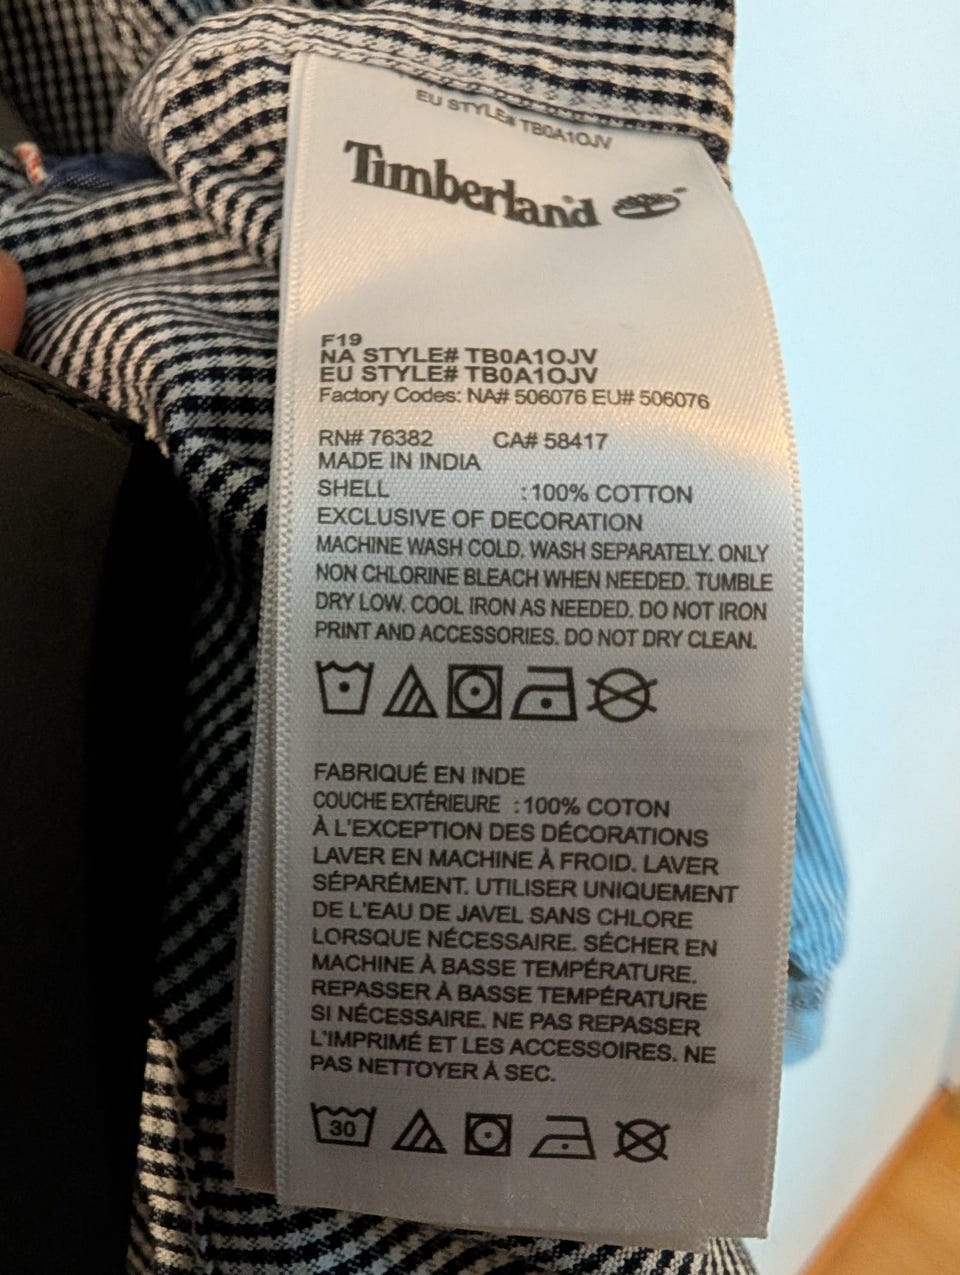 EU STYLE# TB0A1OJV
Timberland
F19
NA STYLE# TB0A1OJV
EU STYLE# TB0A1OJV
Factory Codes: NA# 506076 EU# 506076
RN# 76382 CA# 58417
MADE IN INDIA
SHELL : 100% COTTON
EXCLUSIVE OF DECORATION
MACHINE WASH COLD. WASH SEPARATELY. ONLY
NON CHLORINE BLEACH WHEN NEEDED. TUMBLE
DRY LOW. COOL IRON AS NEEDED. DO NOT IRON
PRINT AND ACCESSORIES. DO NOT DRY CLEAN.
FABRIQUÉ EN INDE
COUCHE EXTÉRIEURE : 100% COTON
À L'EXCEPTION DES DÉCORATIONS
LAVER EN MACHINE À FROID. LAVER
SÉPARÉMENT. UTILISER UNIQUEMENT
DE L'EAU DE JAVEL SANS CHLORE
LORSQUE NÉCESSAIRE. SÉCHER EN
MACHINE À BASSE TEMPÉRATURE.
REPASSER À BASSE TEMPÉRATURE
SI NÉCESSAIRE. NE PAS REPASSER
L'IMPRIMÉ ET LES ACCESSOIRES. NE
PAS NETTOYER À SEC.
30